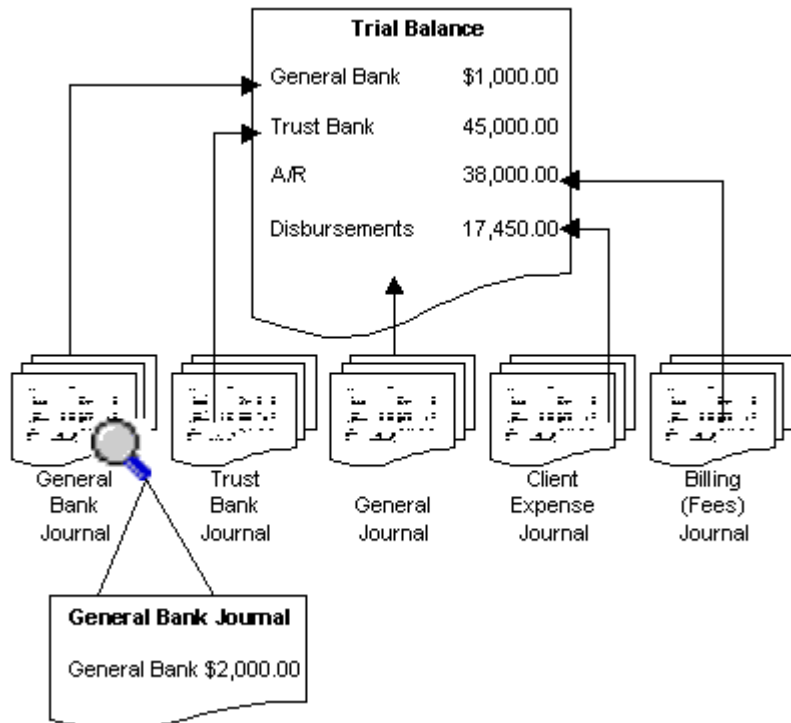 Trial Balance
General Bank $1,000.00
Trust Bank 45,000.00
A/R 38,000.00
Disbursements 17,450.00
General
Bank
Journal
Trust
Bank
Journal
General
Journal
Client
Expense
Journal
Billing
(Fees)
Journal
General Bank Journal
General Bank $2,000.00